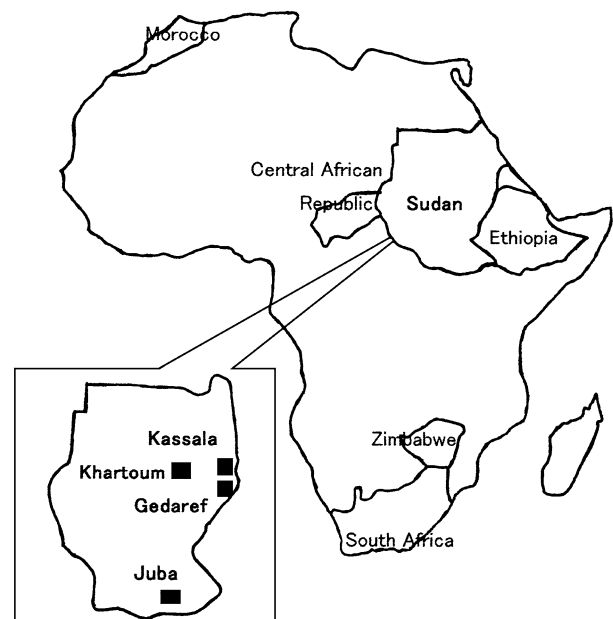 Morocco
Central African
Republic
Sudan
Ethiopia
Kassala
Zimbabwe
Khartoum
Gedaref
South Africa
Juba